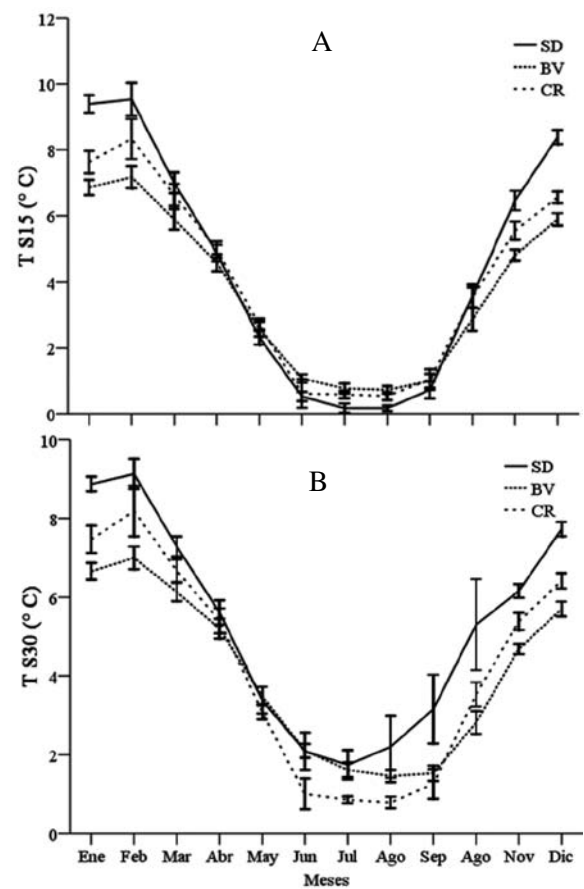 A
SD
BV
CR
T S15 (° C)
12
10
8
6
4
2
0
B
SD
BV
CR
T S30 (° C)
10
8
6
4
2
0
Ene Feb Mar Abr May Jun Jul Ago Sep Ago Nov Dic
Meses